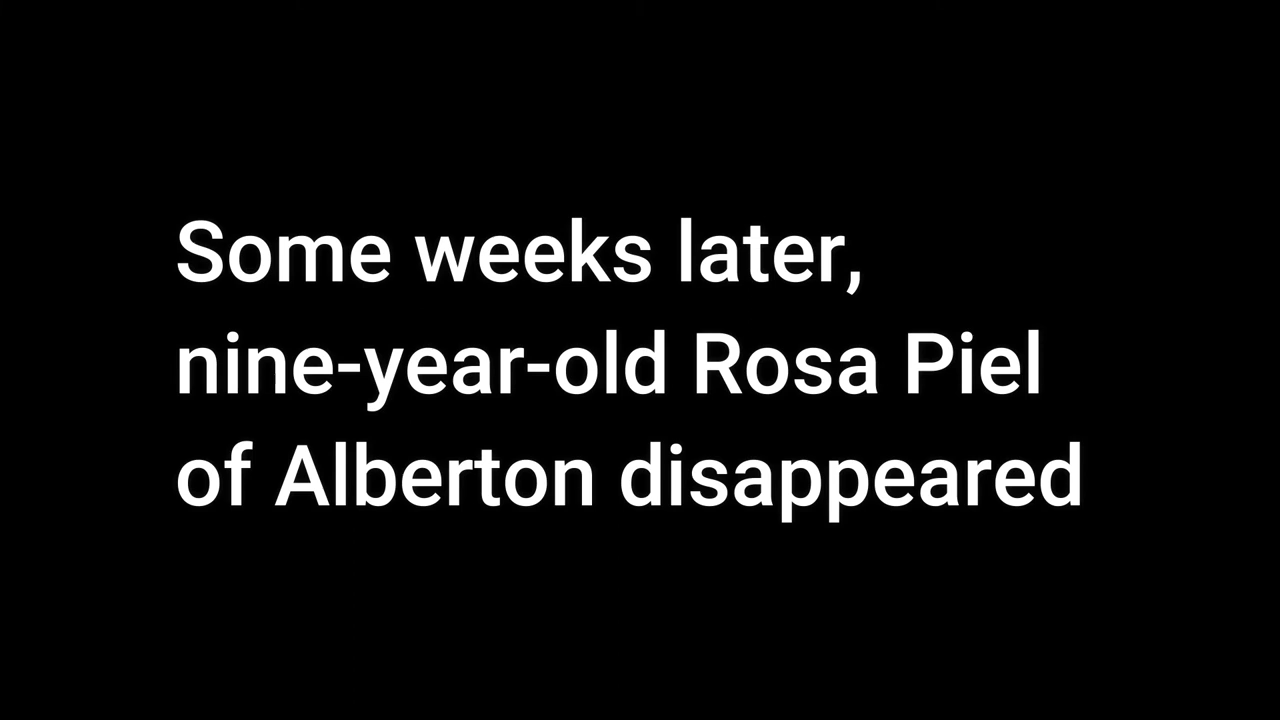 Some weeks later,
nine-year-old Rosa Piel
of Alberton disappeared